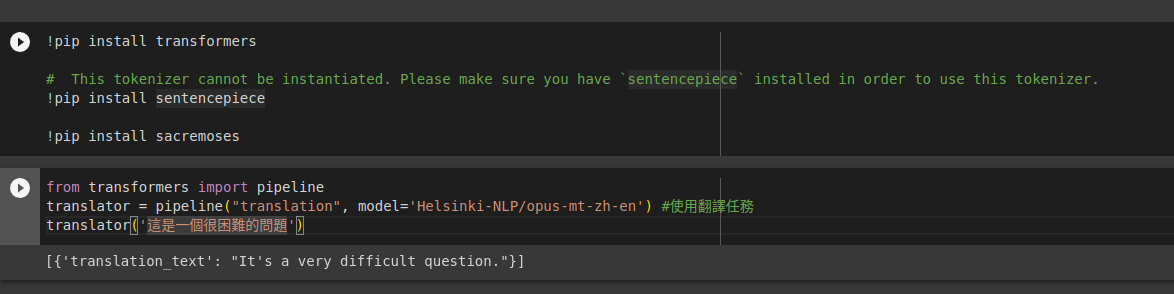 !pip install transformers
#  This tokenizer cannot be instantiated. Please make sure you have `sentencepiece` installed in order to use this tokenizer.
!pip install sentencepiece
!pip install sacremoses
from transformers import pipeline
translator = pipeline("translation", model='Helsinki-NLP/opus-mt-zh-en') #使用翻譯任務
translator('這是一個很困難的問題')
[{'translation_text': "It's a very difficult question."}]